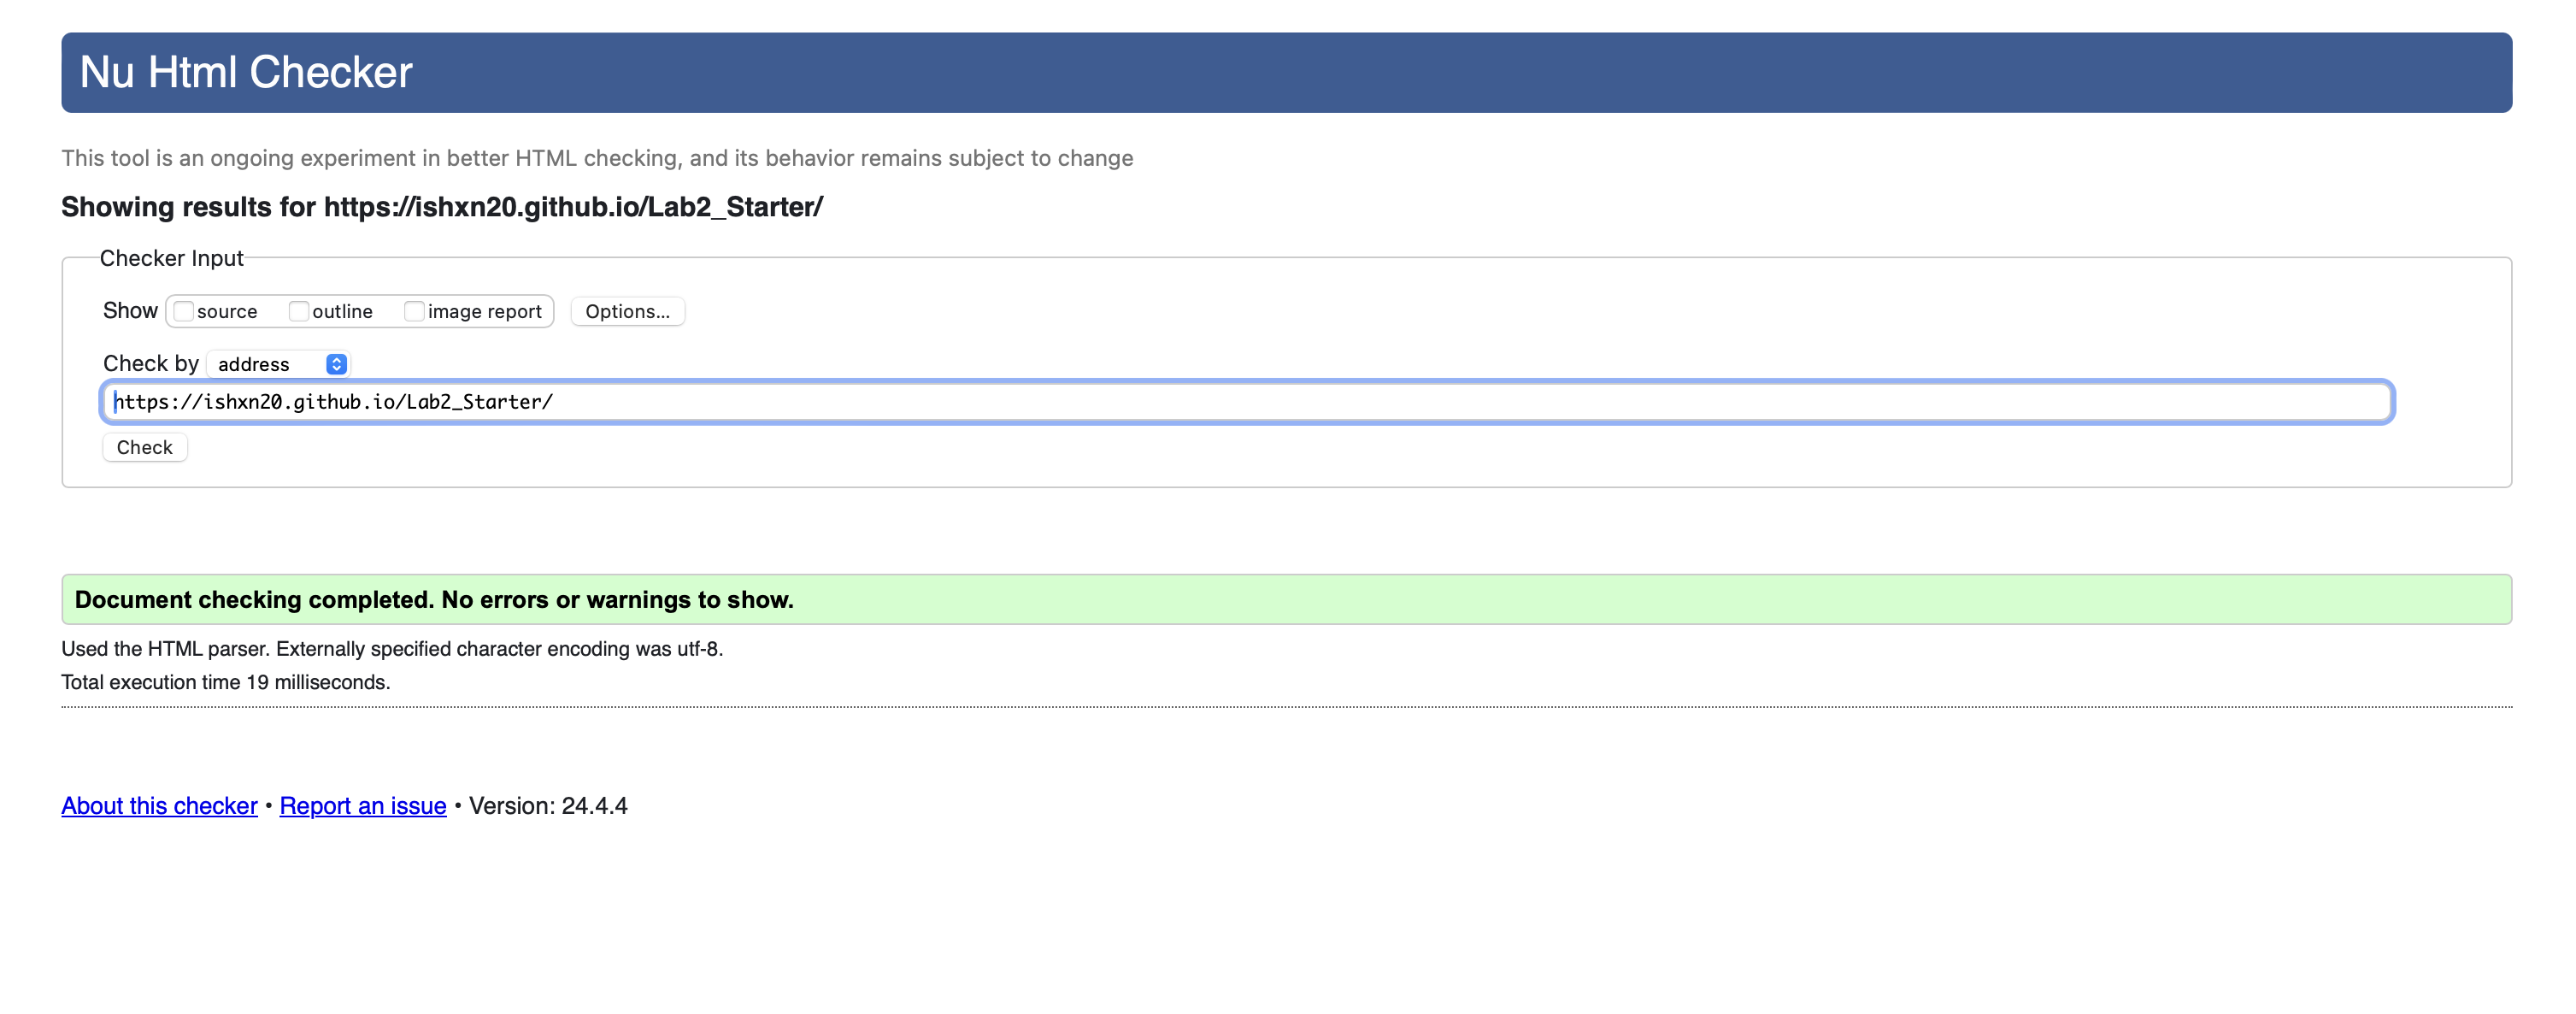 Nu Html Checker
This tool is an ongoing experiment in better HTML checking, and its behavior remains subject to change
Showing results for https://ishxn20.github.io/Lab2_Starter/
Checker Input
Show source outline image report Options...
Check by address
https://ishxn20.github.io/Lab2_Starter/
Check
Document checking completed. No errors or warnings to show.
Used the HTML parser. Externally specified character encoding was utf-8.
Total execution time 19 milliseconds.
About this checker • Report an issue • Version: 24.4.4